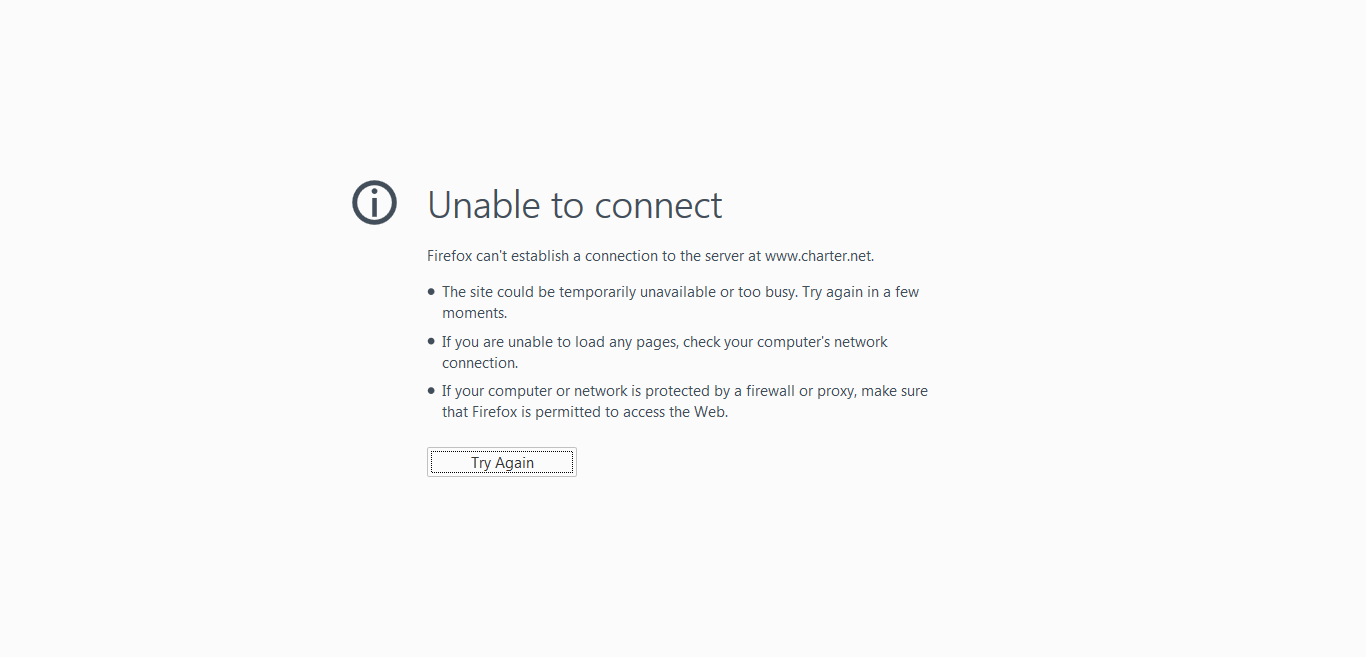 Unable to connect
Firefox can't establish a connection to the server at www.charter.net.
• The site could be temporarily unavailable or too busy. Try again in a few
moments.
• If you are unable to load any pages, check your computer's network
connection.
• If your computer or network is protected by a firewall or proxy, make sure
that Firefox is permitted to access the Web.
Try Again